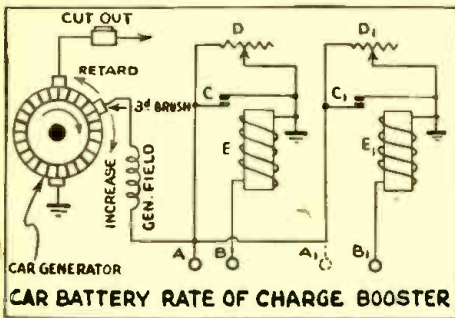 CUT OUT
RETARD
3d BRUSH
INCREASE
GEN. FIELD
CAR GENERATOR
D
C
E
A
B
D1
C1
E1
A1
B1
CAR BATTERY RATE OF CHARGE BOOSTER